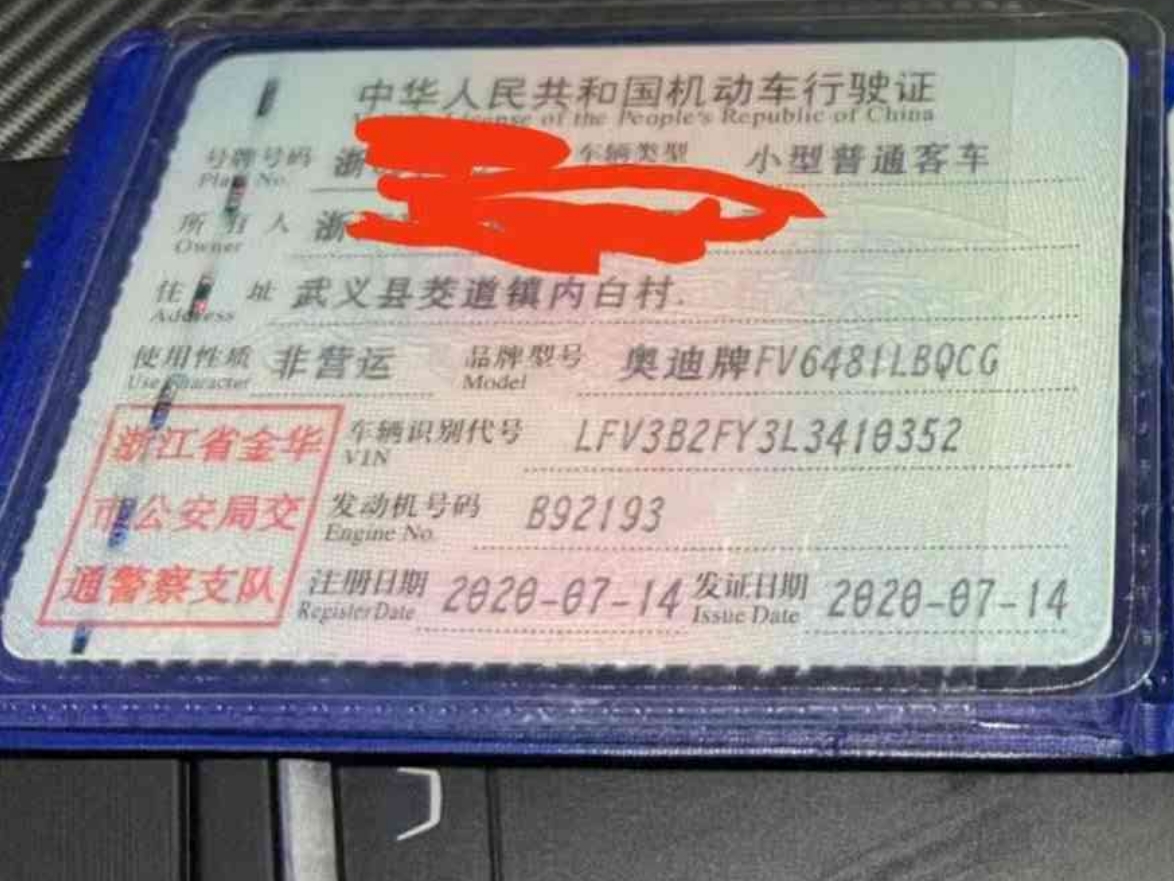 中华人民共和国机动车行驶证
License of the People's Republic of China
号牌号码 浙 车辆类型 小型普通客车
Plate No.
所有人 浙
Owner
住址 武义县茭道镇内白村
Address
使用性质 非营运 品牌型号 奥迪牌FV6481LBQCG
Use Character Model
浙江省金华 车辆识别代号 LFV3B2FY3L3410352
VIN
市公安局交 发动机号码 B92193
Engine No.
通警察支队 注册日期 2020-07-14 发证日期 2020-07-14
Register Date Issue Date